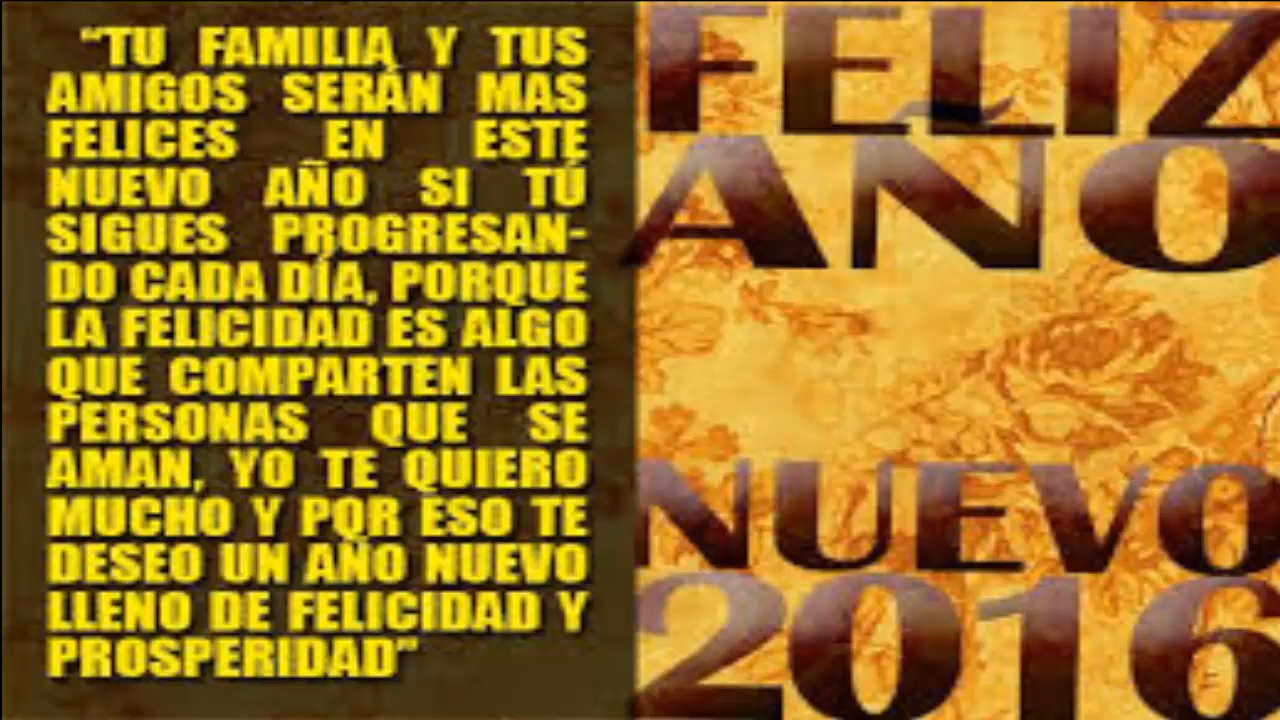 “TU FAMILIA Y TUS
AMIGOS SERÁN MAS
FELICES EN ESTE
NUEVO AÑO SI TÚ
SIGUES PROGRESAN-
DO CADA DÍA, PORQUE
LA FELICIDAD ES ALGO
QUE COMPARTEN LAS
PERSONAS QUE SE
AMAN, YO TE QUIERO
MUCHO Y POR ESO TE
DESEO UN AÑO NUEVO
LLENO DE FELICIDAD Y
PROSPERIDAD”
FELIZ
AÑO
NUEVO
2016